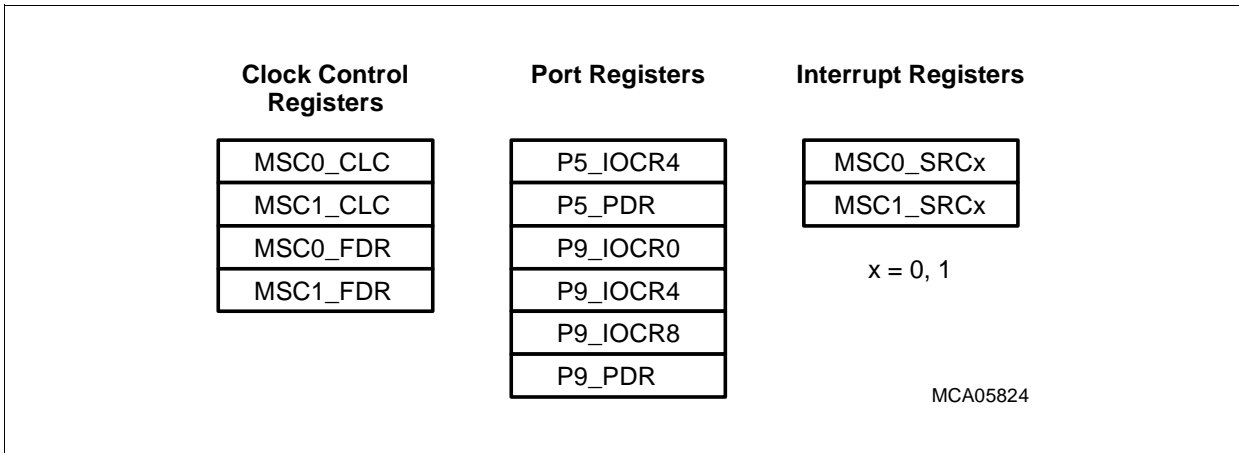 Clock Control
Registers
MSC0_CLC
MSC1_CLC
MSC0_FDR
MSC1_FDR
Port Registers
P5_IOCR4
P5_PDR
P9_IOCR0
P9_IOCR4
P9_IOCR8
P9_PDR
Interrupt Registers
MSC0_SRCx
MSC1_SRCx
x = 0, 1
MCA05824